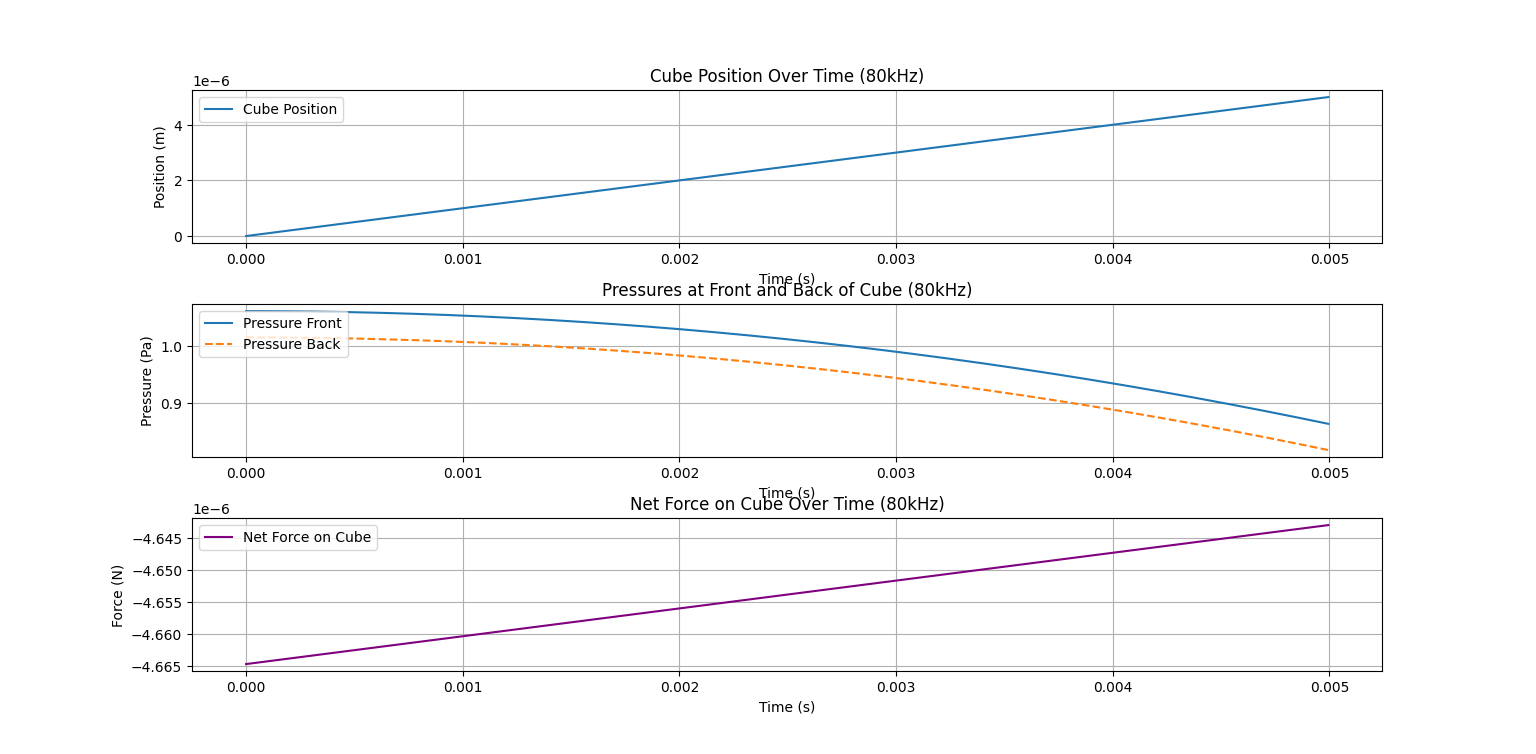 Cube Position Over Time (80kHz)
1e−6
Cube Position
Position (m)
4
2
0
0.000 0.001 0.002 0.003 0.004 0.005
Time (s)
Pressures at Front and Back of Cube (80kHz)
Pressure Front
Pressure Back
Pressure (Pa)
1.0
0.9
0.000 0.001 0.002 0.003 0.004 0.005
Time (s)
Net Force on Cube Over Time (80kHz)
1e−6
Net Force on Cube
Force (N)
−4.645
−4.650
−4.655
−4.660
−4.665
0.000 0.001 0.002 0.003 0.004 0.005
Time (s)